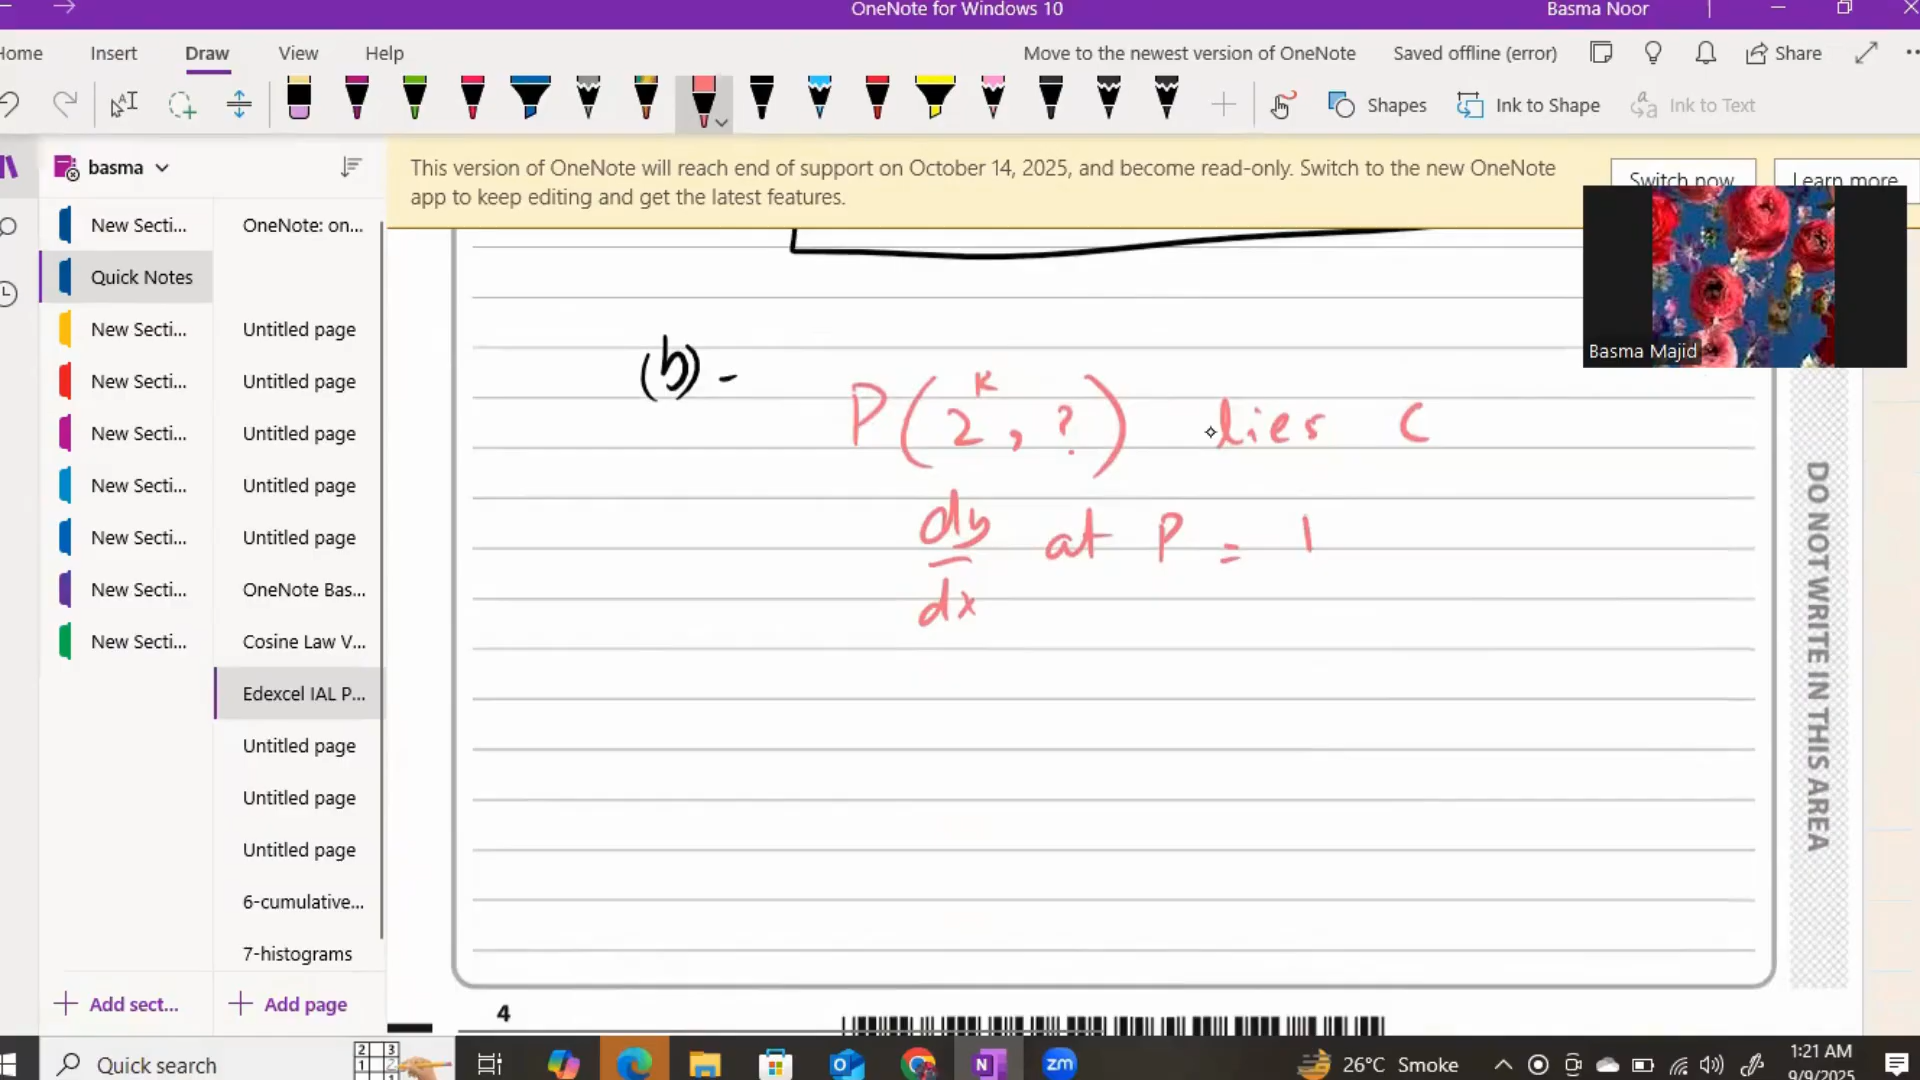 OneNote for Windows 10
Basma Noor
Home Insert Draw View Help
Move to the newest version of OneNote Saved offline (error) Share
Shapes Ink to Shape Ink to Text
basma
This version of OneNote will reach end of support on October 14, 2025, and become read-only. Switch to the new OneNote
app to keep editing and get the latest features.
Switch now Learn more
New Secti...
Quick Notes
New Secti...
New Secti...
New Secti...
New Secti...
New Secti...
New Secti...
New Secti...
OneNote: on...
Untitled page
Untitled page
Untitled page
Untitled page
Untitled page
OneNote Bas...
Cosine Law V...
Edexcel IAL P...
Untitled page
Untitled page
Untitled page
6-cumulative...
7-histograms
Add sect... Add page
Basma Majid
(b) -
P(2^k, ?) lies C
dy/dx at P = 1
DO NOT WRITE IN THIS AREA
4
Quick search
zm
26°C Smoke
1:21 AM
9/9/2025